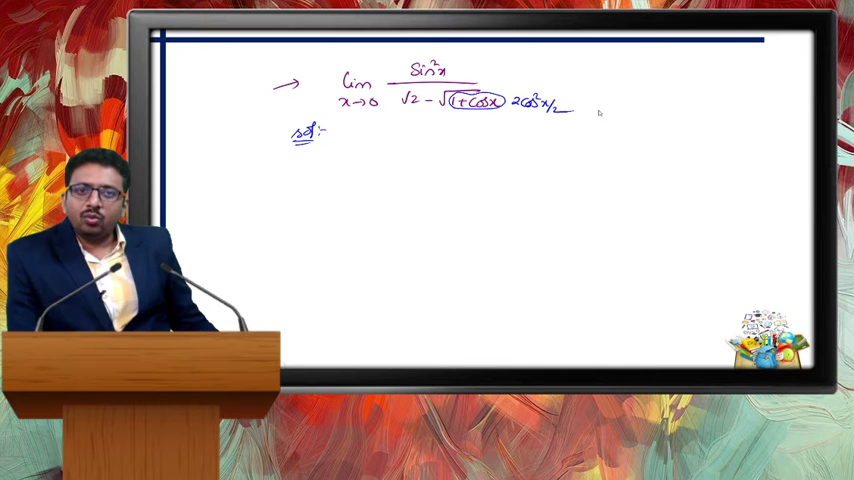 → lim x→0 Sin²x / √2 - √1+Cosx 2Cos²x/2
Sol:-